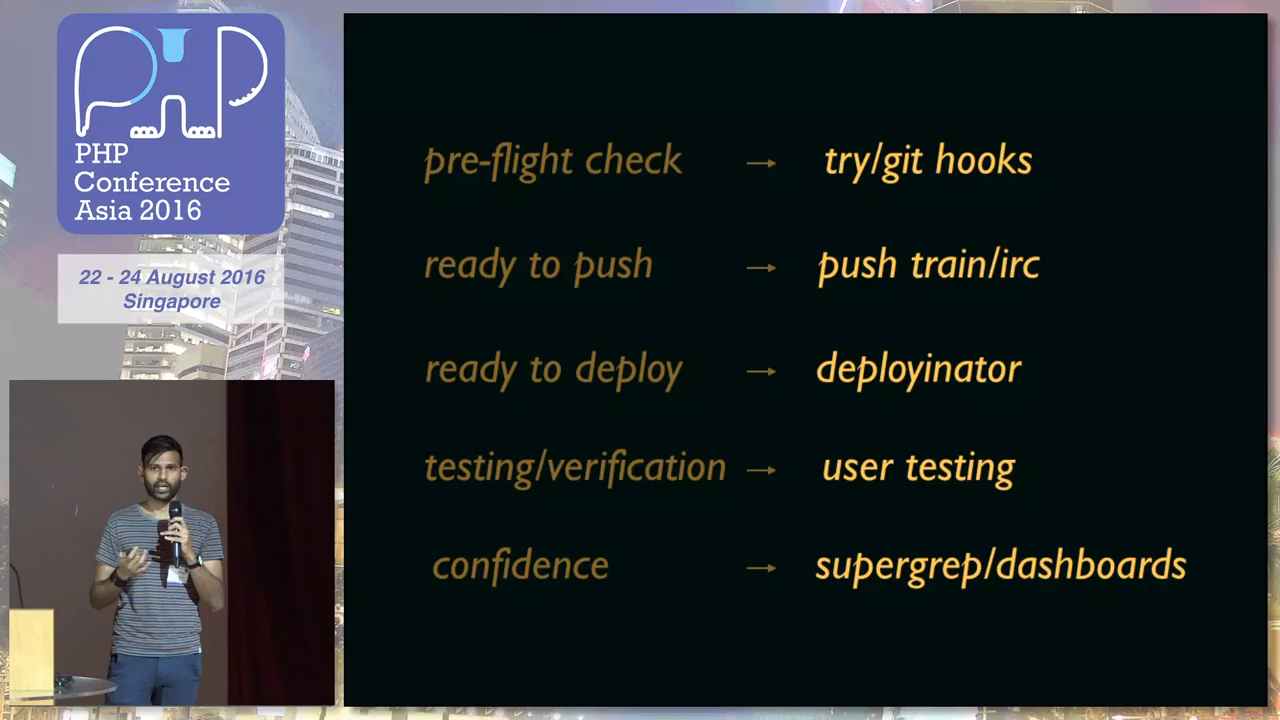 PHP
PHP
Conference
Asia 2016
22 - 24 August 2016
Singapore
pre-flight check → try/git hooks
ready to push → push train/irc
ready to deploy → deployinator
testing/verification → user testing
confidence → supergrep/dashboards